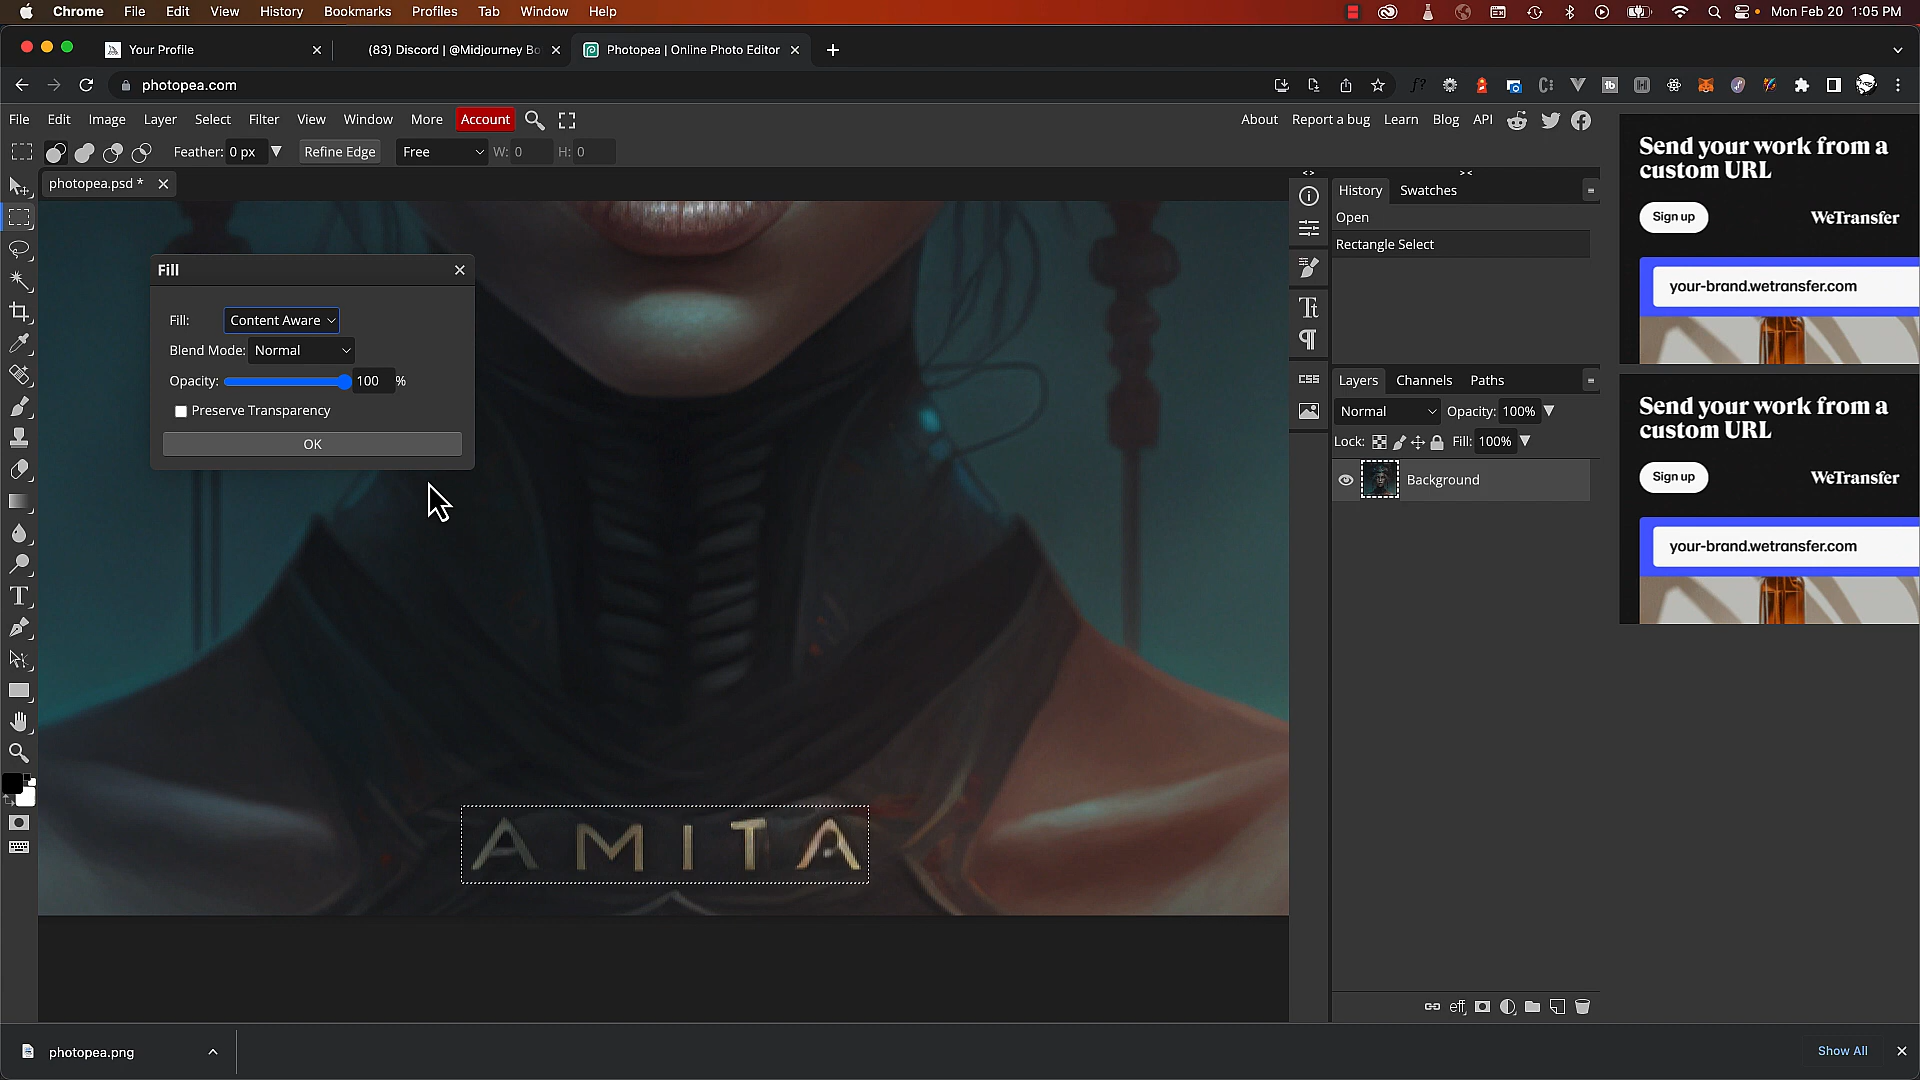 Chrome File Edit View History Bookmarks Profiles Tab Window Help Mon Feb 20 1:05 PM
Your Profile (83) Discord | @Midjourney Bo Photopea | Online Photo Editor
photopea.com
File Edit Image Layer Select Filter View Window More Account About Report a bug Learn Blog API
Feather: 0 px Refine Edge Free W: 0 H: 0
photopea.psd *
Fill
Fill: Content Aware
Blend Mode: Normal
Opacity: 100 %
Preserve Transparency
OK
AMITA
T
History Swatches
Open
Rectangle Select
CSS
Layers Channels Paths
Normal Opacity: 100%
Lock: Fill: 100%
Background
eff
Send your work from a
custom URL
Sign up WeTransfer
your-brand.wetransfer.com
Send your work from a
custom URL
Sign up WeTransfer
your-brand.wetransfer.com
photopea.png Show All